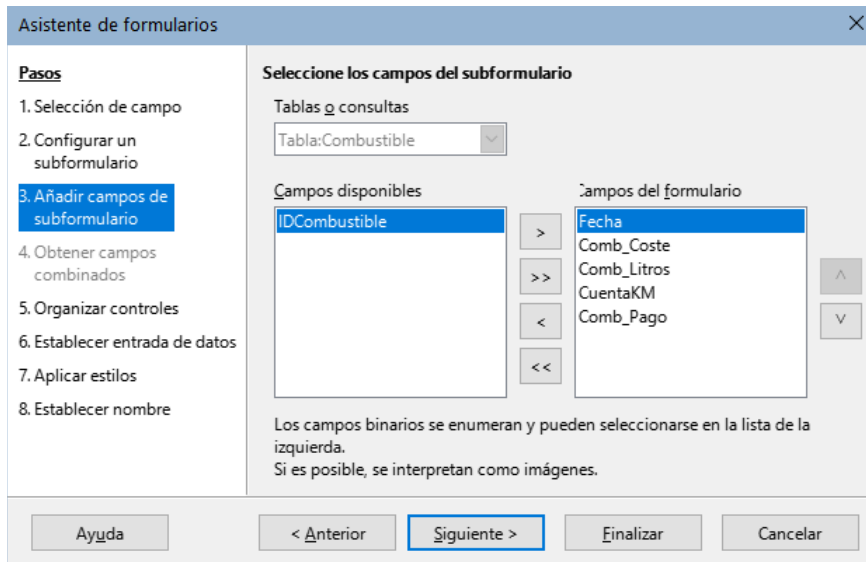 Asistente de formularios
Pasos
1. Selección de campo
2. Configurar un
subformulario
3. Añadir campos de
subformulario
4. Obtener campos
combinados
5. Organizar controles
6. Establecer entrada de datos
7. Aplicar estilos
8. Establecer nombre
Seleccione los campos del subformulario
Tablas o consultas
Tabla:Combustible
Campos disponibles
IDCombustible
>
>>
<
<<
Campos del formulario
Fecha
Comb_Coste
Comb_Litros
CuentaKM
Comb_Pago
Los campos binarios se enumeran y pueden seleccionarse en la lista de la
izquierda.
Si es posible, se interpretan como imágenes.
Ayuda
< Anterior
Siguiente >
Finalizar
Cancelar